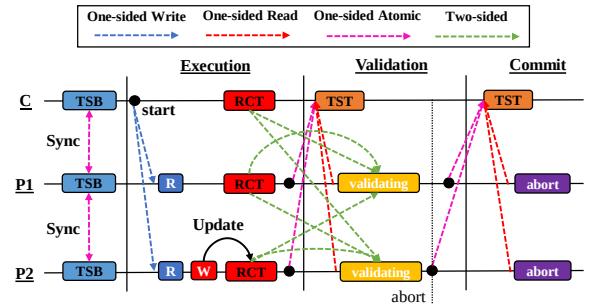 One-sided Write One-sided Read One-sided Atomic Two-sided
Execution Validation Commit
C TSB RCT TST TST
start
Sync
P1 TSB R RCT validating abort
Sync Update
P2 TSB R W RCT validating abort
abort